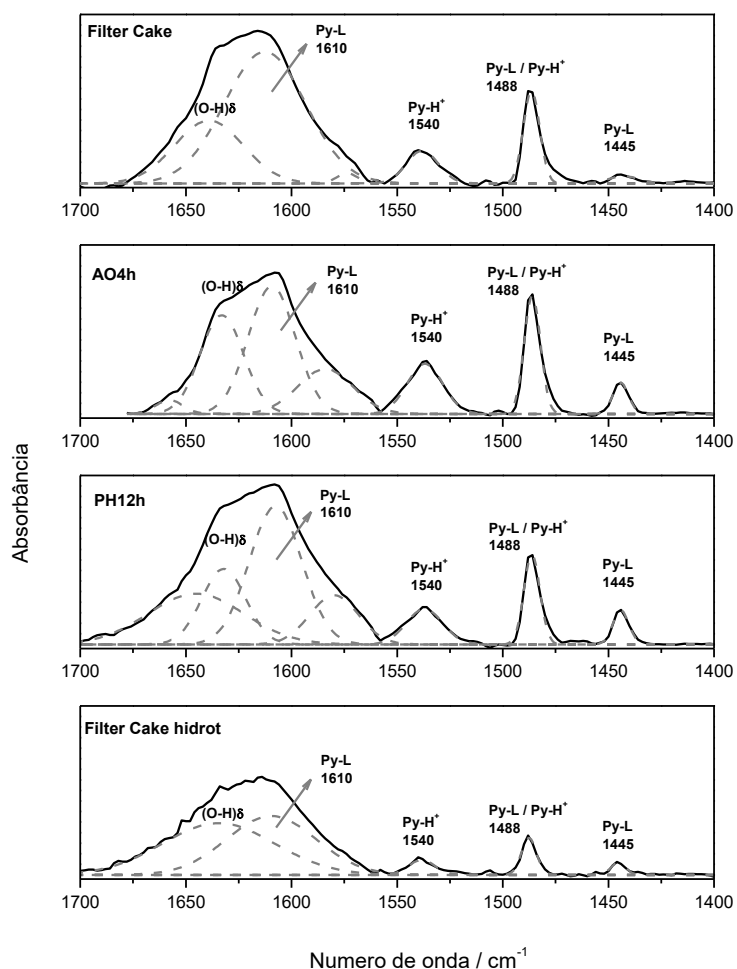 Filter Cake
Py-L
1610
(O-H)δ
Py-H⁺
1540
Py-L / Py-H⁺
1488
Py-L
1445
1700 1650 1600 1550 1500 1450 1400
AO4h
(O-H)δ
Py-L
1610
Py-H⁺
1540
Py-L / Py-H⁺
1488
Py-L
1445
1700 1650 1600 1550 1500 1450 1400
PH12h
(O-H)δ
Py-L
1610
Py-H⁺
1540
Py-L / Py-H⁺
1488
Py-L
1445
1700 1650 1600 1550 1500 1450 1400
Filter Cake hidrot
(O-H)δ
Py-L
1610
Py-H⁺
1540
Py-L / Py-H⁺
1488
Py-L
1445
1700 1650 1600 1550 1500 1450 1400
Absorbância
Numero de onda / cm⁻¹